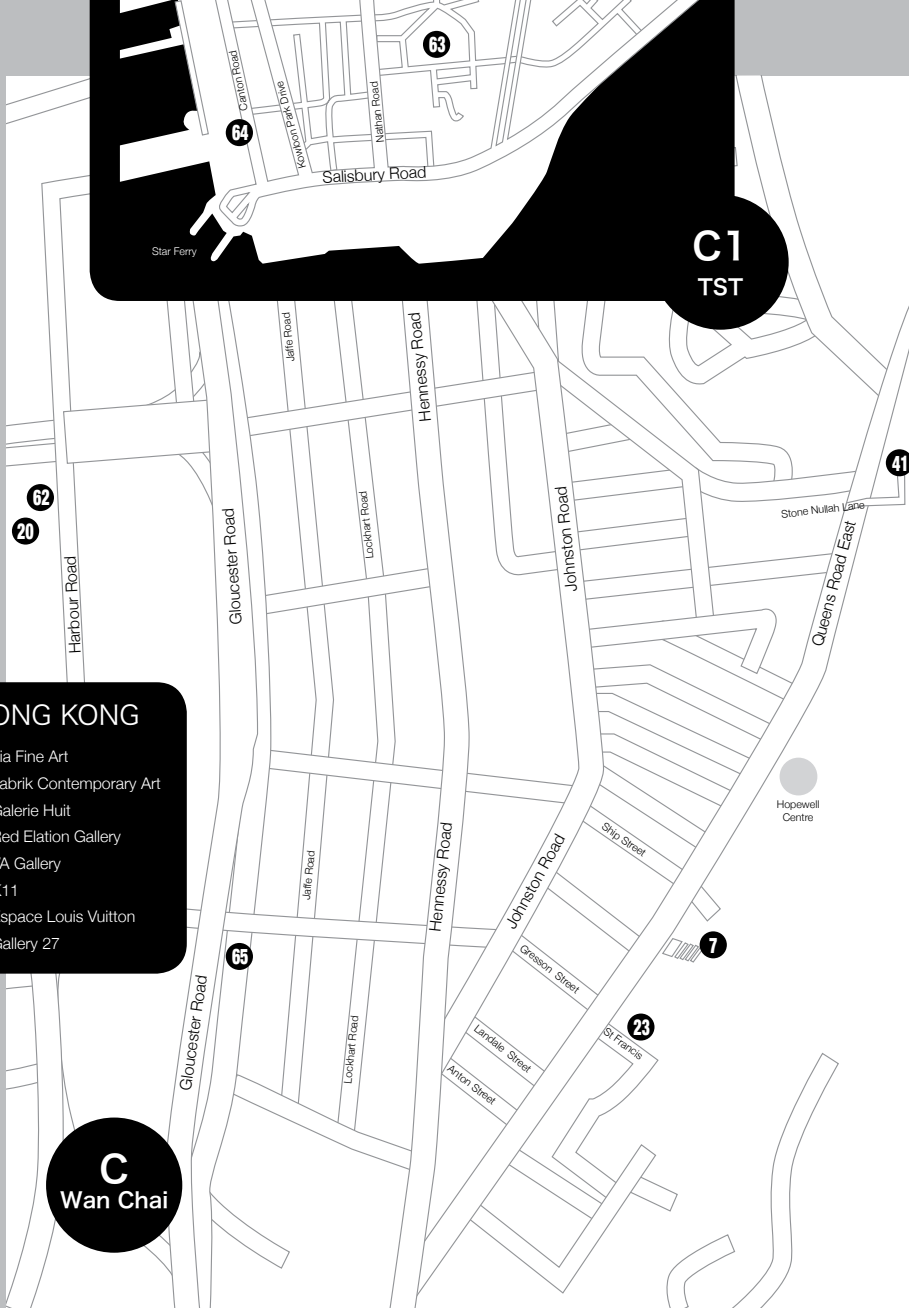 63
Canton Road
Kowloon Park Drive
Nathan Road
64
Salisbury Road
Star Ferry
C1
TST
Jaffe Road
Hennessy Road
41
62
20
Stone Nullah Lane
Gloucester Road
Lockhart Road
Johnston Road
Queens Road East
Harbour Road
ONG KONG
ia Fine Art
abrik Contemporary Art
Galerie Huit
Red Elation Gallery
A Gallery
11
space Louis Vuitton
Gallery 27
Hopewell
Centre
Ship Street
Jaffe Road
Hennessy Road
Johnston Road
7
65
Gresson Street
Gloucester Road
Lockhart Road
23
St Francis
Landale Street
Anton Street
C
Wan Chai